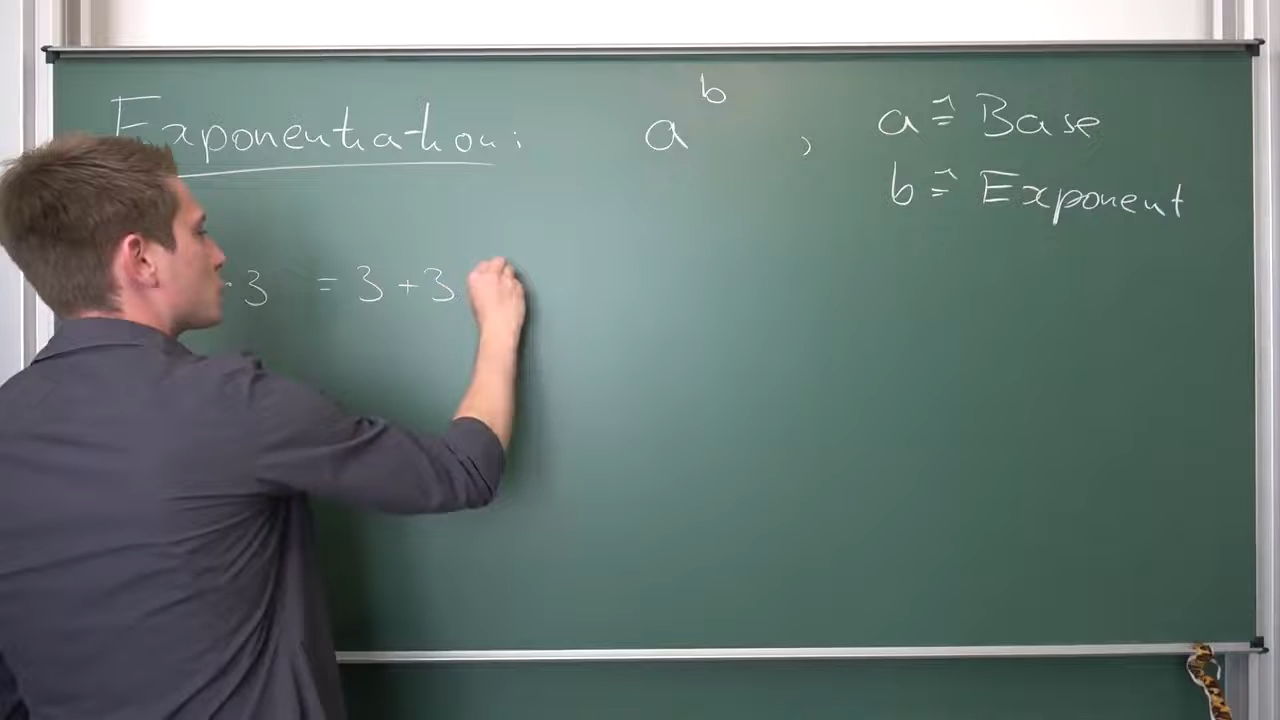 Exponentiation: a^b , a ≙ Base
b ≙ Exponent
· 3 = 3 + 3